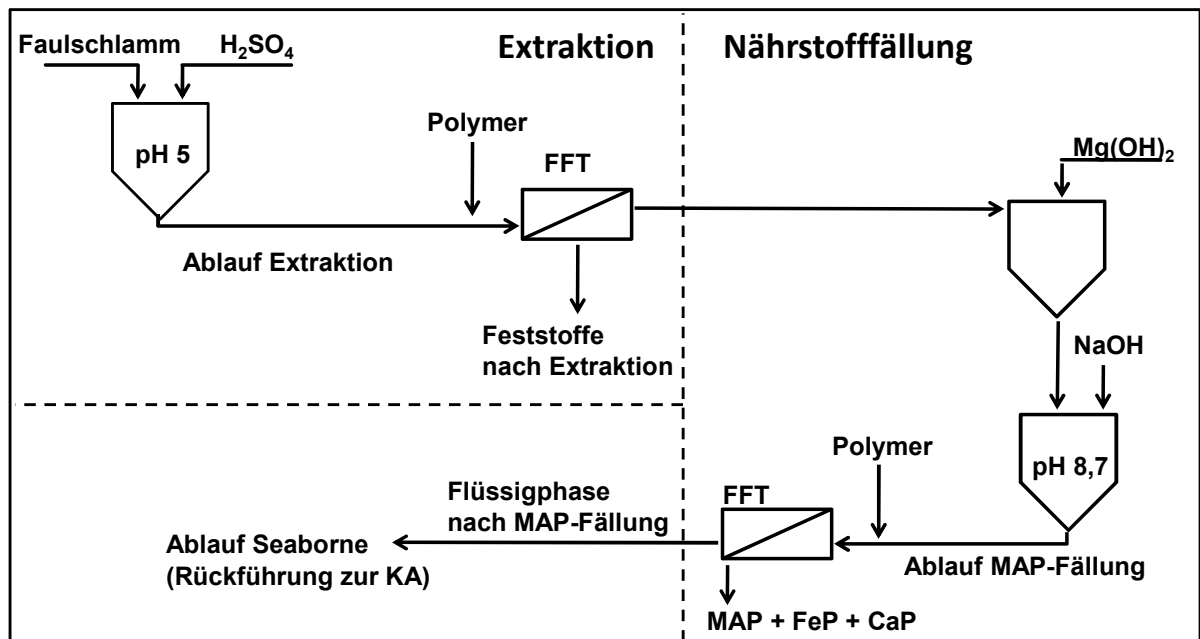 Faulschlamm
H₂SO₄
Extraktion
pH 5
Polymer
FFT
Ablauf Extraktion
Feststoffe
nach Extraktion
Nährstofffällung
Mg(OH)₂
NaOH
pH 8,7
Polymer
FFT
Ablauf MAP-Fällung
MAP + FeP + CaP
Flüssigphase
nach MAP-Fällung
Ablauf Seaborne
(Rückführung zur KA)